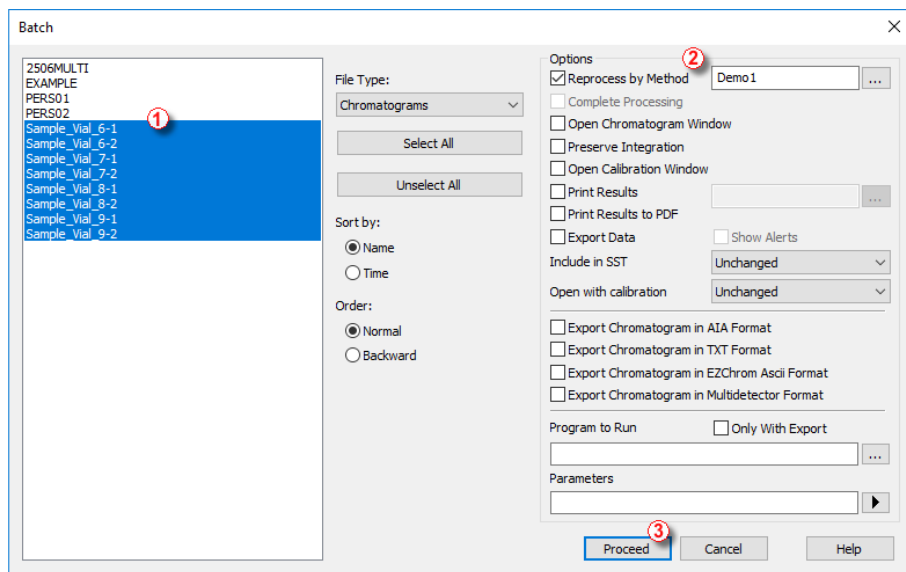 Batch
2506MULTI
EXAMPLE
PERS01
PERS02
1
Sample_Vial_6-1
Sample_Vial_6-2
Sample_Vial_7-1
Sample_Vial_7-2
Sample_Vial_8-1
Sample_Vial_8-2
Sample_Vial_9-1
Sample_Vial_9-2
File Type:
Chromatograms
Select All
Unselect All
Sort by:
Name
Time
Order:
Normal
Backward
Options
2
Reprocess by Method Demo1 ...
Complete Processing
Open Chromatogram Window
Preserve Integration
Open Calibration Window
Print Results ...
Print Results to PDF
Export Data Show Alerts
Include in SST Unchanged
Open with calibration Unchanged
Export Chromatogram in AIA Format
Export Chromatogram in TXT Format
Export Chromatogram in EZChrom Ascii Format
Export Chromatogram in Multidetector Format
Program to Run Only With Export
...
Parameters
3
Proceed Cancel Help